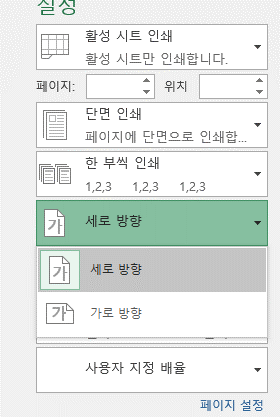 설정
활성 시트 인쇄
활성 시트만 인쇄합니다.
페이지: 위치
단면 인쇄
페이지에 단면으로 인쇄합...
한 부씩 인쇄
1,2,3 1,2,3 1,2,3
세로 방향
세로 방향
가로 방향
사용자 지정 배율
페이지 설정